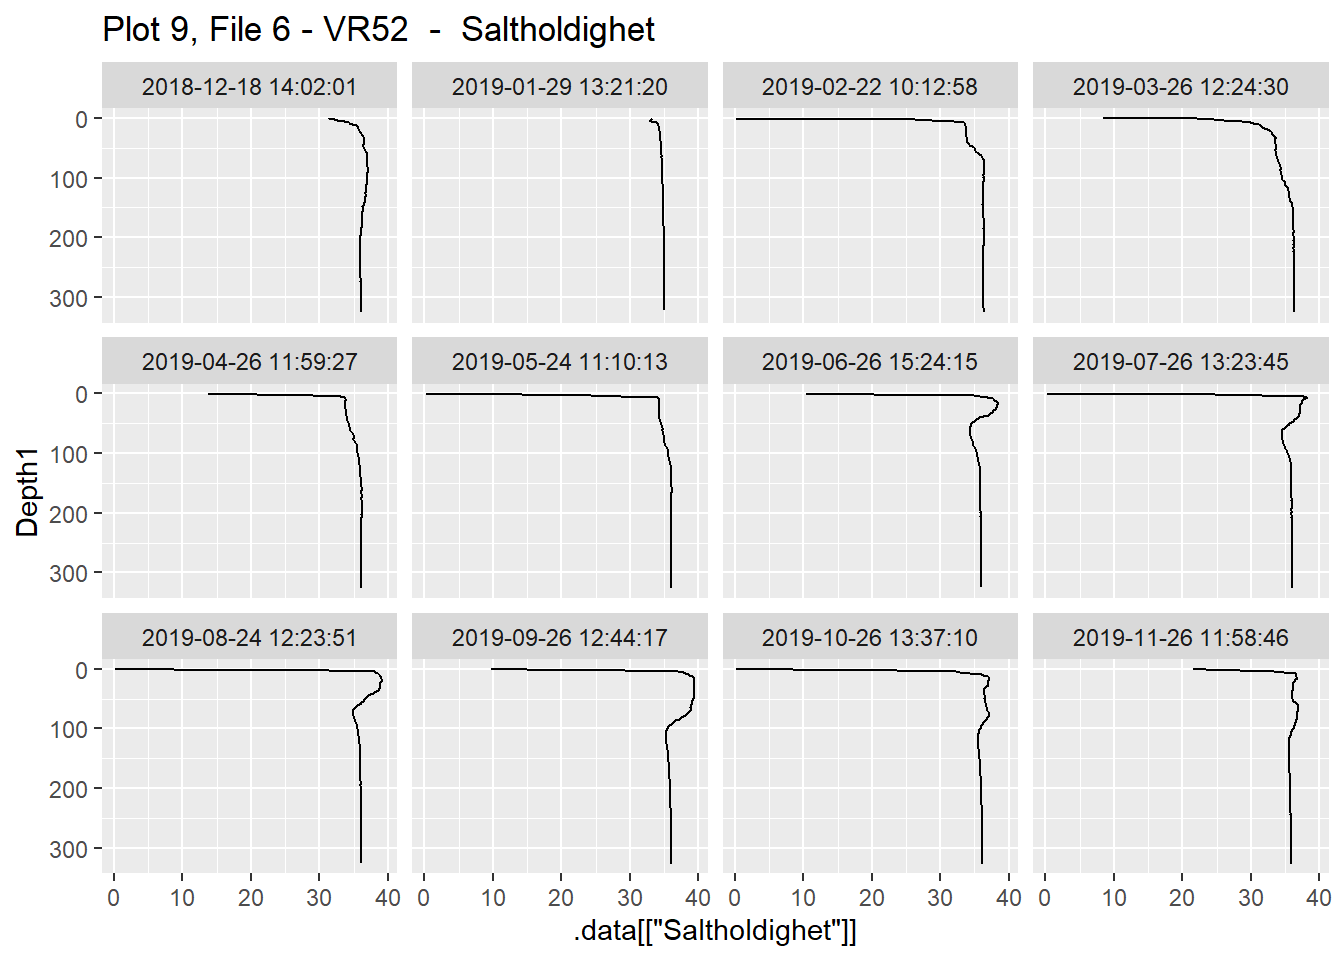 Plot 9, File 6 - VR52  -  Saltholdighet
2018-12-18 14:02:01 2019-01-29 13:21:20 2019-02-22 10:12:58 2019-03-26 12:24:30
0
100
200
300
2019-04-26 11:59:27 2019-05-24 11:10:13 2019-06-26 15:24:15 2019-07-26 13:23:45
0
100
200
300
Depth1
2019-08-24 12:23:51 2019-09-26 12:44:17 2019-10-26 13:37:10 2019-11-26 11:58:46
0
100
200
300
0 10 20 30 40 0 10 20 30 40 0 10 20 30 40 0 10 20 30 40
.data[["Saltholdighet"]]